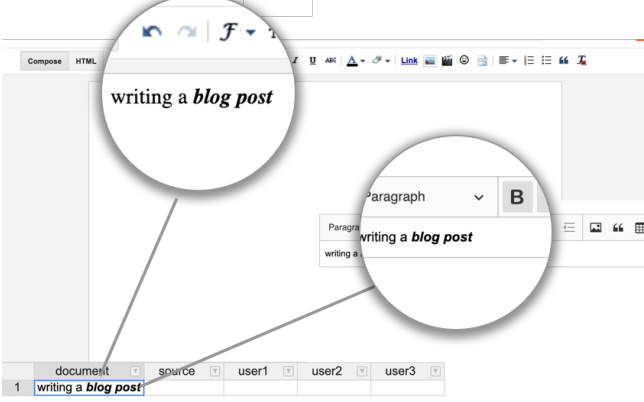 Compose HTML
ABC A Link
writing a blog post
Paragraph B
writing a blog post
Paragra
writing a
document source user1 user2 user3
1 writing a blog post